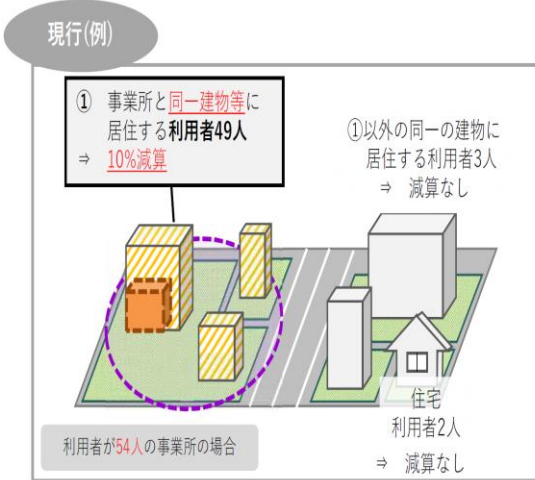 現行(例)
① 事業所と同一建物等に
居住する利用者49人
⇒ 10%減算
①以外の同一の建物に
居住する利用者3人
⇒ 減算なし
住宅
利用者2人
⇒ 減算なし
利用者が54人の事業所の場合